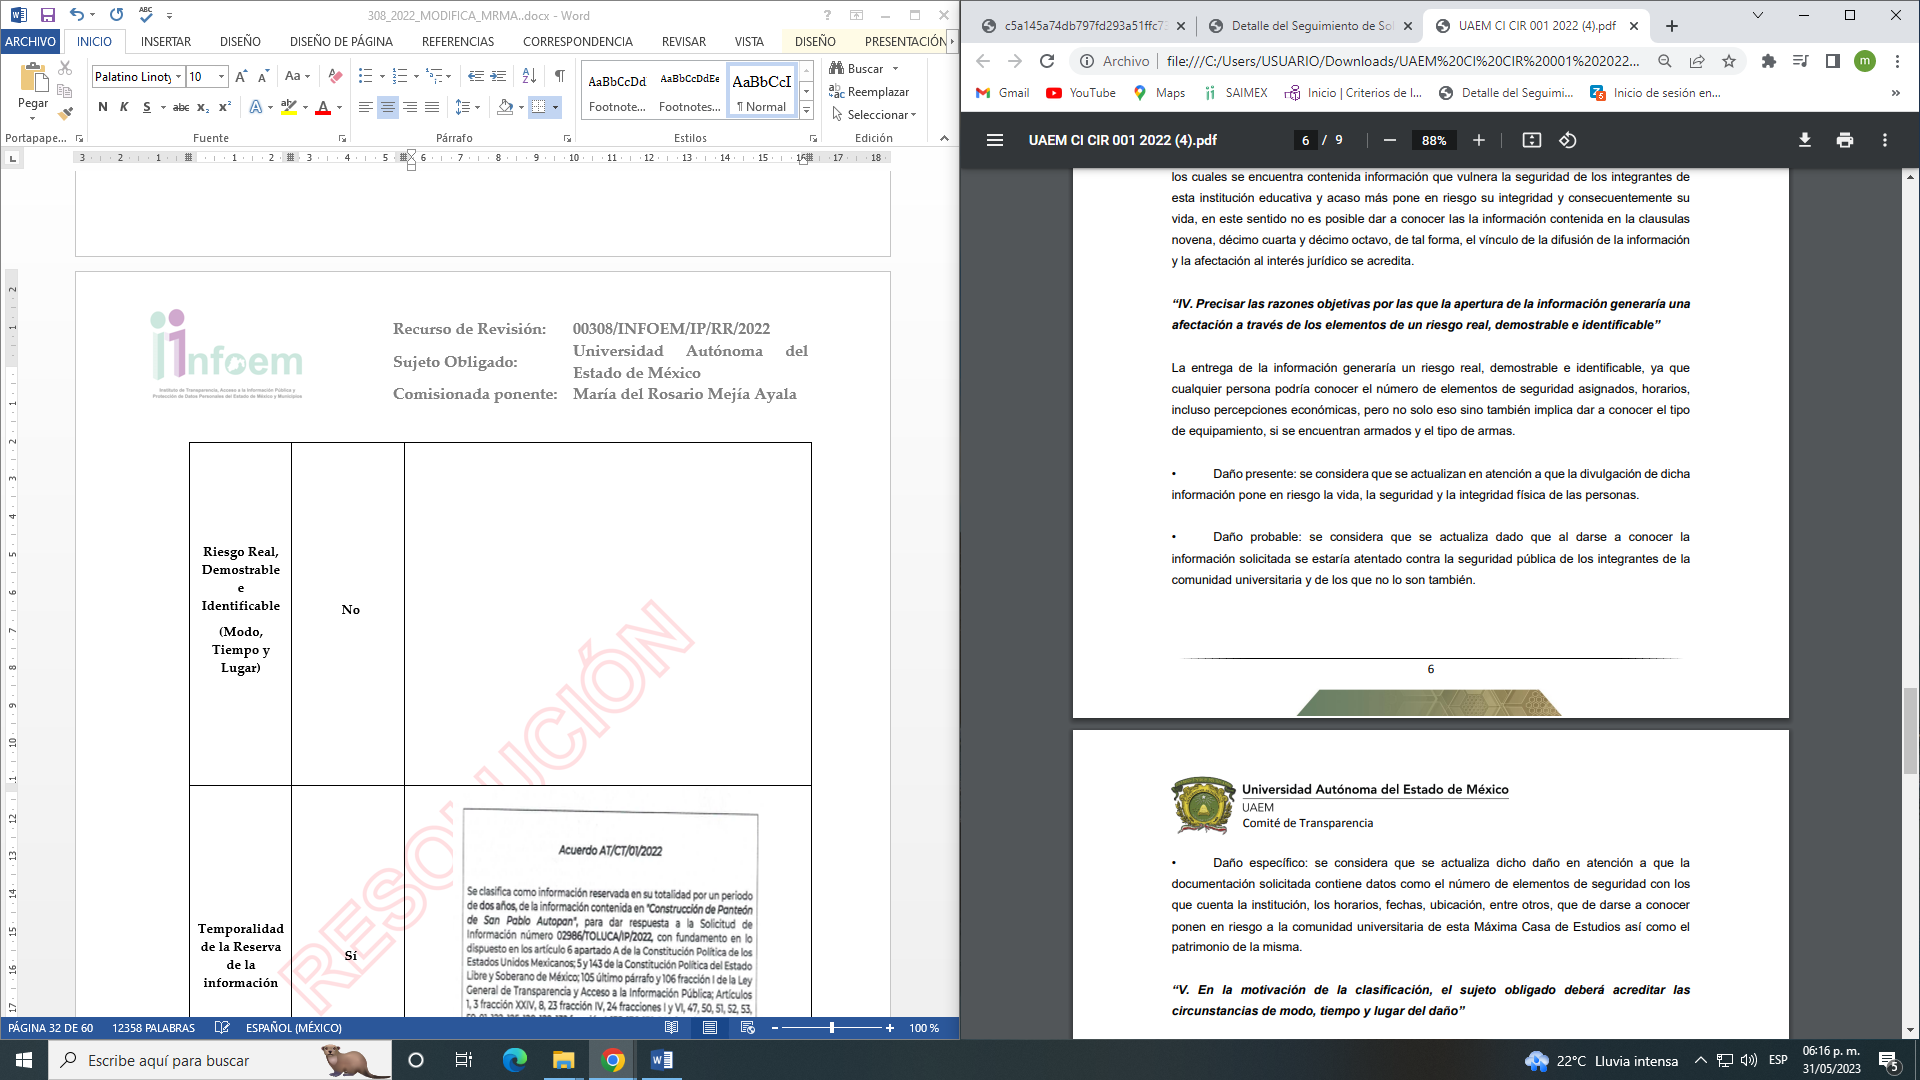 308_2022_MODIFICA_MRMA..docx - Word
ARCHIVO INICIO INSERTAR DISEÑO DISEÑO DE PÁGINA REFERENCIAS CORRESPONDENCIA REVISAR VISTA DISEÑO PRESENTACIÓN
Pegar
Palatino Linoty 10
AaBbCcDd AaBbCcDdEe AaBbCcI
Footnote... Footnotes... ¶ Normal
Buscar
Reemplazar
Seleccionar
Portapape... Fuente Párrafo Estilos Edición
Infoem
Instituto de Transparencia, Acceso a la Información Pública y
Protección de Datos Personales del Estado de México y Municipios
Recurso de Revisión: 00308/INFOEM/IP/RR/2022
Sujeto Obligado: Universidad Autónoma del
Estado de México
Comisionada ponente: María del Rosario Mejía Ayala
Riesgo Real,
Demostrable
e
Identificable
(Modo,
Tiempo y
Lugar)
No
RESOLUCIÓN
Temporalidad
de la Reserva
de la
información
Sí
Acuerdo AT/CT/01/2022
Se clasifica como información reservada en su totalidad por un periodo
de dos años, de la información contenida en "Construcción de Panteón
de San Pablo Autopan", para dar respuesta a la Solicitud de
Información número 02986/TOLUCA/IP/2022, con fundamento en lo
dispuesto en los artículo 6 apartado A de la Constitución Política de los
Estados Unidos Mexicanos; 5 y 143 de la Constitución Política del Estado
Libre y Soberano de México; 105 último párrafo y 106 fracción I de la Ley
General de Transparencia y Acceso a la Información Pública; Artículos
1, 3 fracción XXIV, 8, 23 fracción IV, 24 fracciones I y VI, 47, 50, 51, 52, 53,
PÁGINA 32 DE 60 12358 PALABRAS ESPAÑOL (MÉXICO) 100 %
c5a145a74db797fd293a51ffc73 Detalle del Seguimiento de Sol UAEM CI CIR 001 2022 (4).pdf
Archivo file:///C:/Users/USUARIO/Downloads/UAEM%20CI%20CIR%20001%202022... m
Gmail YouTube Maps SAIMEX Inicio | Criterios de I... Detalle del Seguimi... Inicio de sesión en... »
UAEM CI CIR 001 2022 (4).pdf 6 / 9 88%
los cuales se encuentra contenida información que vulnera la seguridad de los integrantes de
esta institución educativa y acaso más pone en riesgo su integridad y consecuentemente su
vida, en este sentido no es posible dar a conocer las la información contenida en la clausulas
novena, décimo cuarta y décimo octavo, de tal forma, el vínculo de la difusión de la información
y la afectación al interés jurídico se acredita.
“IV. Precisar las razones objetivas por las que la apertura de la información generaría una
afectación a través de los elementos de un riesgo real, demostrable e identificable”
La entrega de la información generaría un riesgo real, demostrable e identificable, ya que
cualquier persona podría conocer el número de elementos de seguridad asignados, horarios,
incluso percepciones económicas, pero no solo eso sino también implica dar a conocer el tipo
de equipamiento, si se encuentran armados y el tipo de armas.
• Daño presente: se considera que se actualizan en atención a que la divulgación de dicha
información pone en riesgo la vida, la seguridad y la integridad física de las personas.
• Daño probable: se considera que se actualiza dado que al darse a conocer la
información solicitada se estaría atentado contra la seguridad pública de los integrantes de la
comunidad universitaria y de los que no lo son también.
6
Universidad Autónoma del Estado de México
UAEM
Comité de Transparencia
• Daño específico: se considera que se actualiza dicho daño en atención a que la
documentación solicitada contiene datos como el número de elementos de seguridad con los
que cuenta la institución, los horarios, fechas, ubicación, entre otros, que de darse a conocer
ponen en riesgo a la comunidad universitaria de esta Máxima Casa de Estudios así como el
patrimonio de la misma.
“V. En la motivación de la clasificación, el sujeto obligado deberá acreditar las
circunstancias de modo, tiempo y lugar del daño”
Escribe aquí para buscar
22°C Lluvia intensa ESP 06:16 p. m.
31/05/2023
5